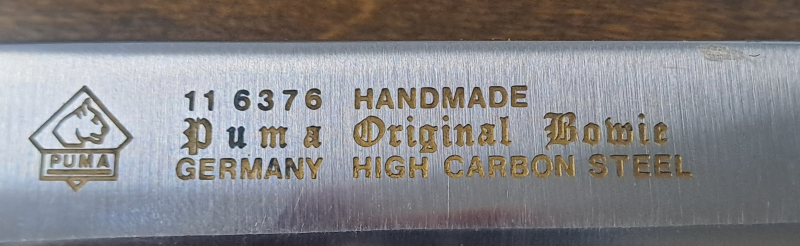 PUMA
11 6376 HANDMADE
Puma Original Bowie
GERMANY HIGH CARBON STEEL